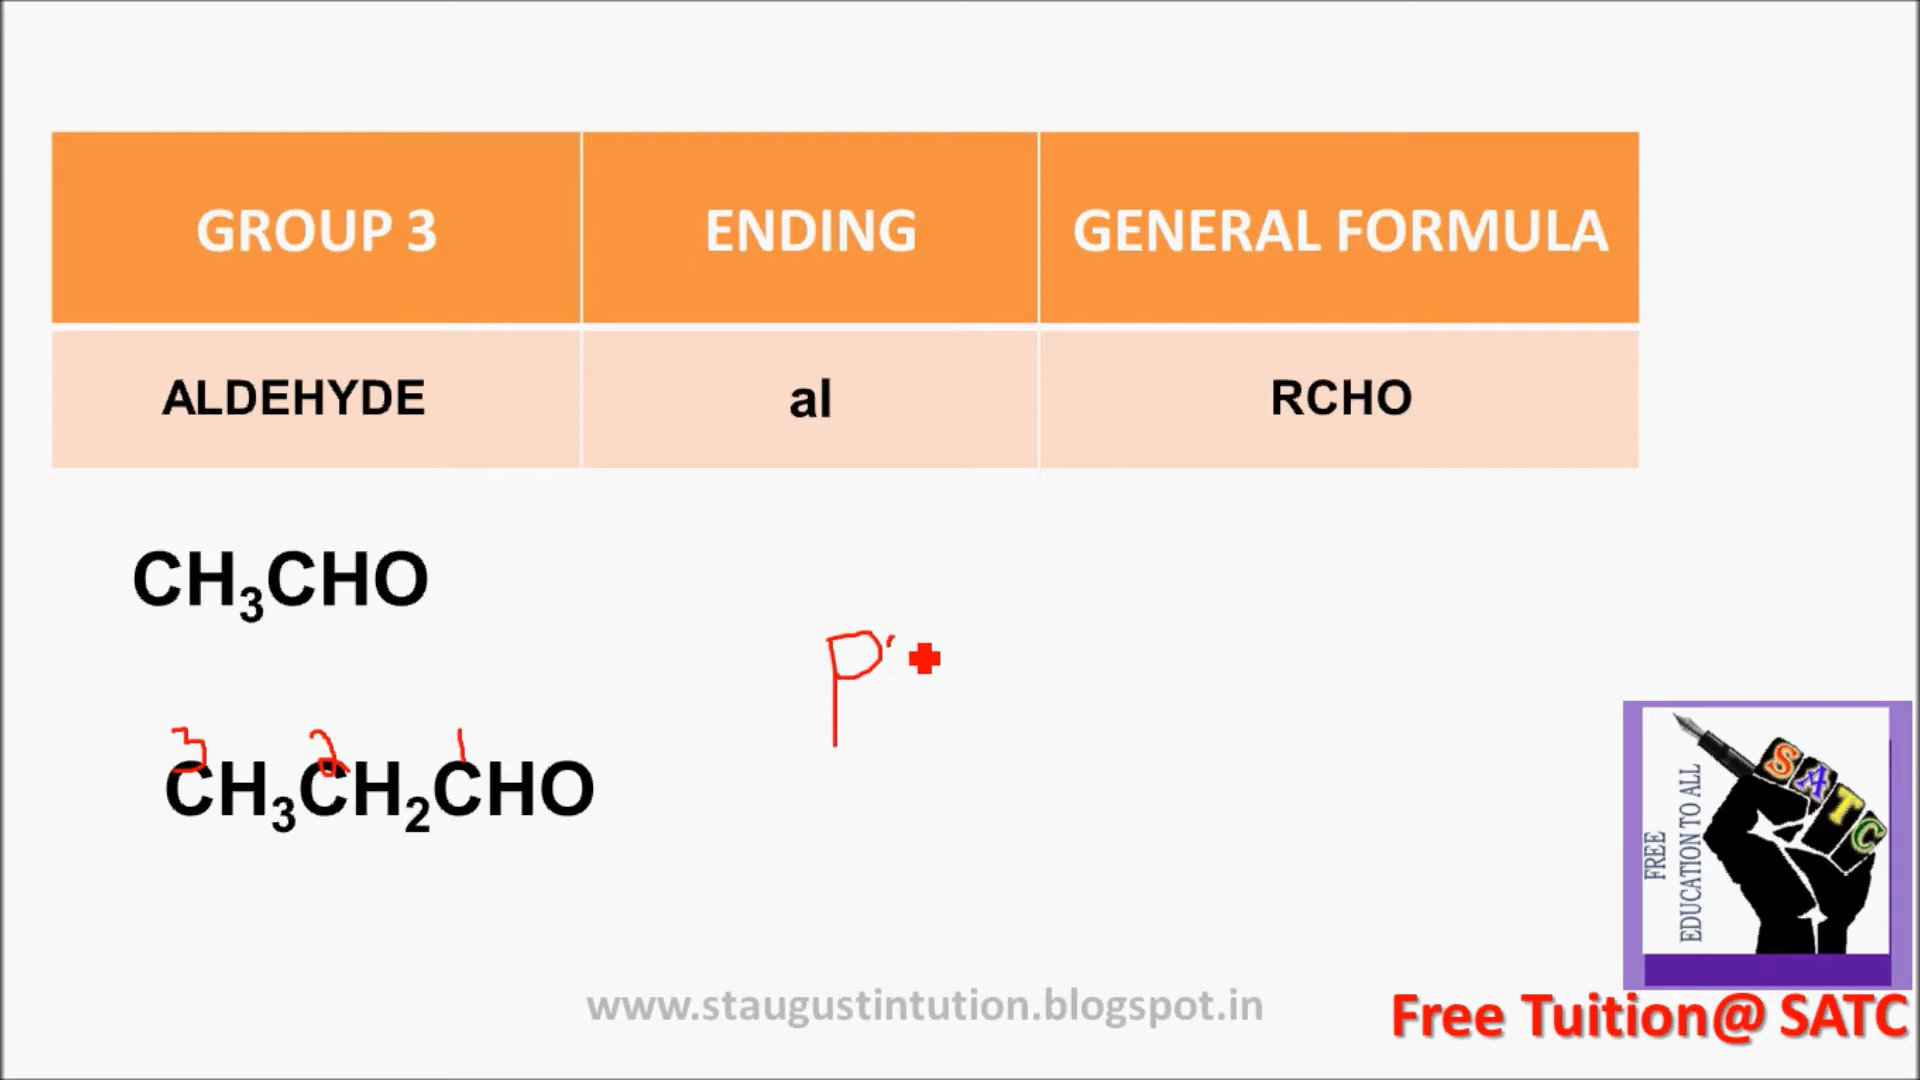 GROUP 3 ENDING GENERAL FORMULA
ALDEHYDE al RCHO
CH₃CHO
P
3 2 1
CH₃CH₂CHO
SATC
FREE
EDUCATION TO ALL
www.staugustintution.blogspot.in
Free Tuition@ SATC